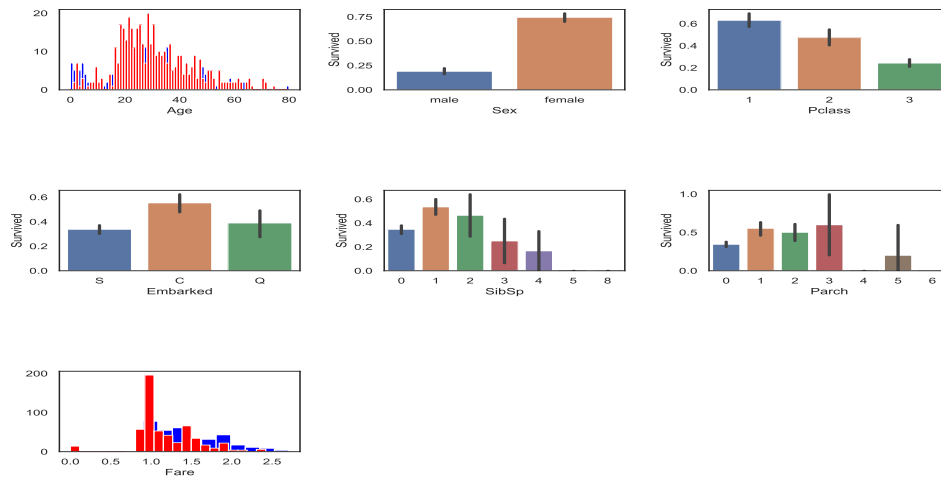 20
10
0
0 20 40 60 80
Age
Survived
0.75
0.50
0.25
0.00
male female
Sex
Survived
0.6
0.4
0.2
0.0
1 2 3
Pclass
Survived
0.6
0.4
0.2
0.0
S C Q
Embarked
Survived
0.6
0.4
0.2
0.0
0 1 2 3 4 5 8
SibSp
Survived
1.0
0.5
0.0
0 1 2 3 4 5 6
Parch
200
100
0
0.0 0.5 1.0 1.5 2.0 2.5
Fare